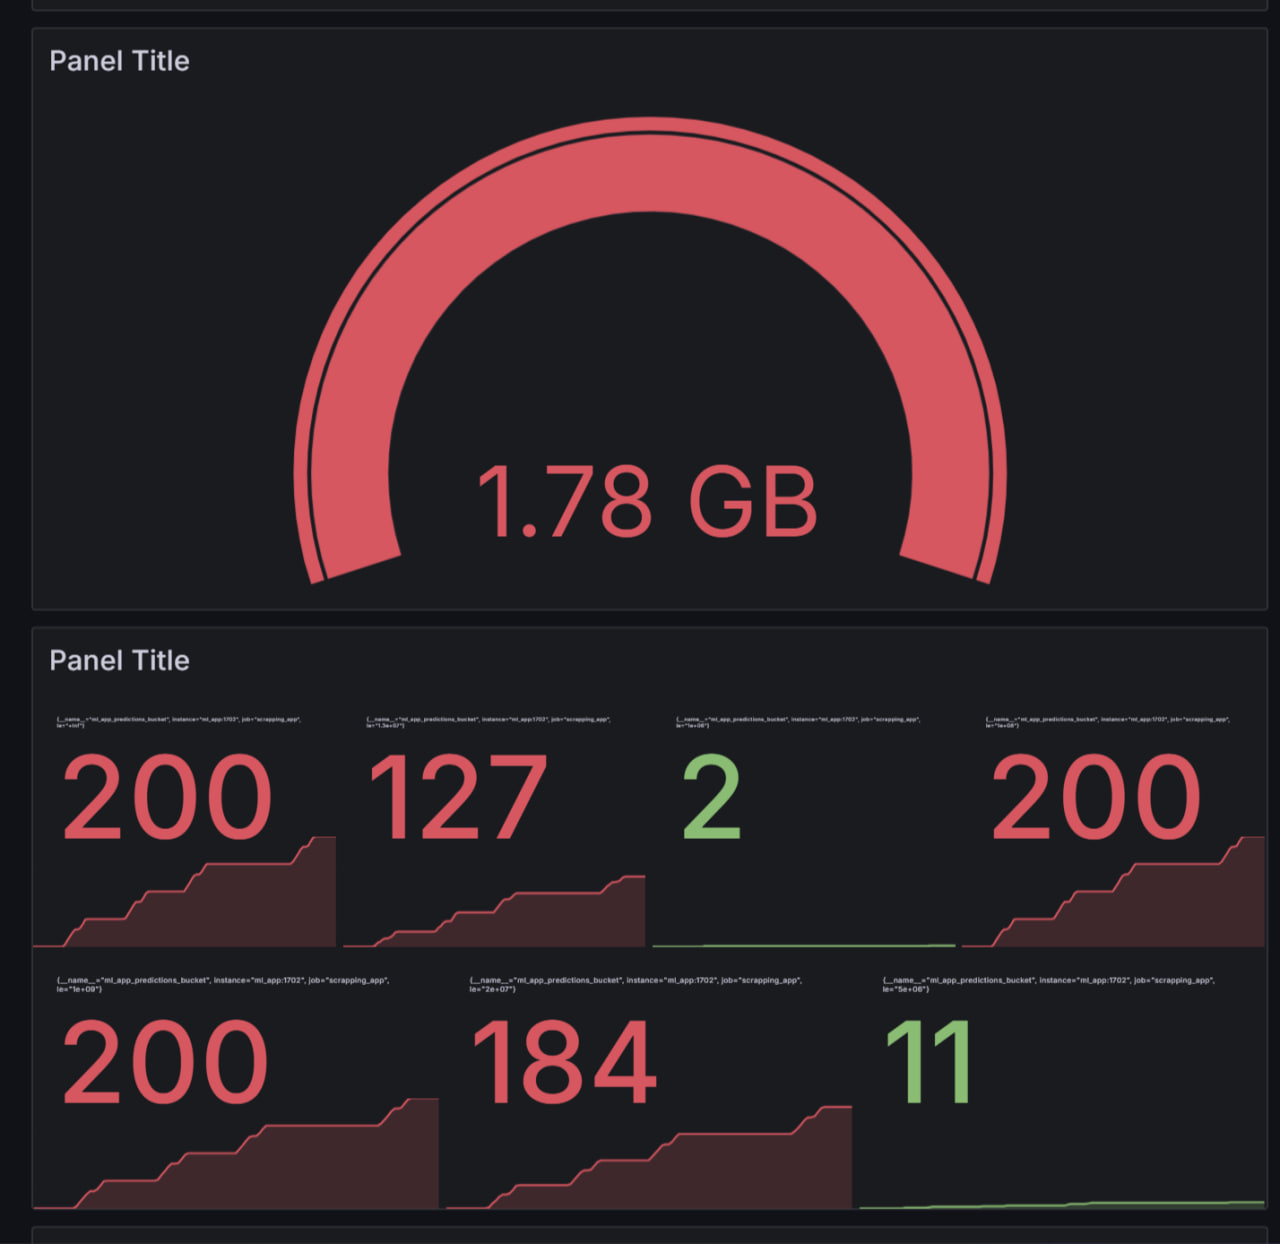 Panel Title
1.78 GB
Panel Title
{__name__="ml_app_predictions_bucket", instance="ml_app:1702", job="scrapping_app",
le="+Inf"}
200
{__name__="ml_app_predictions_bucket", instance="ml_app:1702", job="scrapping_app",
le="1.5e+07"}
127
{__name__="ml_app_predictions_bucket", instance="ml_app:1702", job="scrapping_app",
le="1e+06"}
2
{__name__="ml_app_predictions_bucket", instance="ml_app:1702", job="scrapping_app",
le="1e+08"}
200
{__name__="ml_app_predictions_bucket", instance="ml_app:1702", job="scrapping_app",
le="1e+09"}
200
{__name__="ml_app_predictions_bucket", instance="ml_app:1702", job="scrapping_app",
le="2e+07"}
184
{__name__="ml_app_predictions_bucket", instance="ml_app:1702", job="scrapping_app",
le="5e+06"}
11